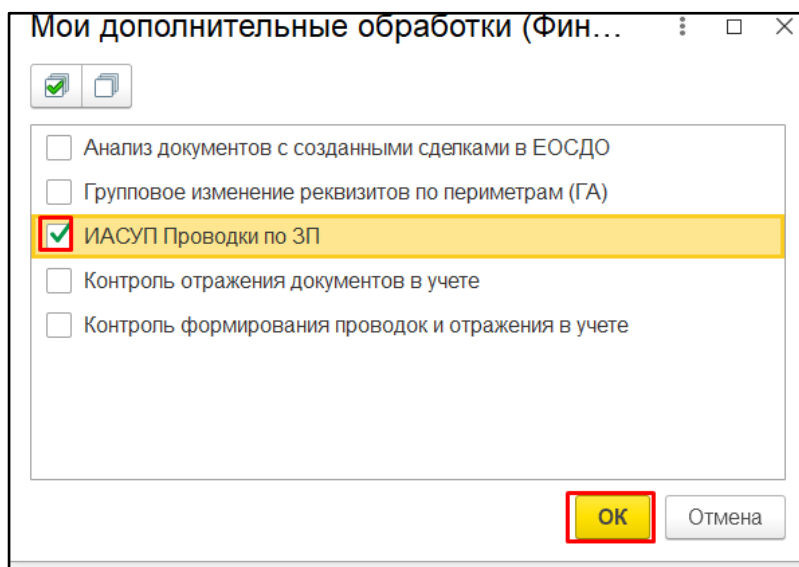 Мои дополнительные обработки (Фин...
Анализ документов с созданными сделками в ЕОСДО
Групповое изменение реквизитов по периметрам (ГА)
ИАСУП Проводки по ЗП
Контроль отражения документов в учете
Контроль формирования проводок и отражения в учете
ОК
Отмена